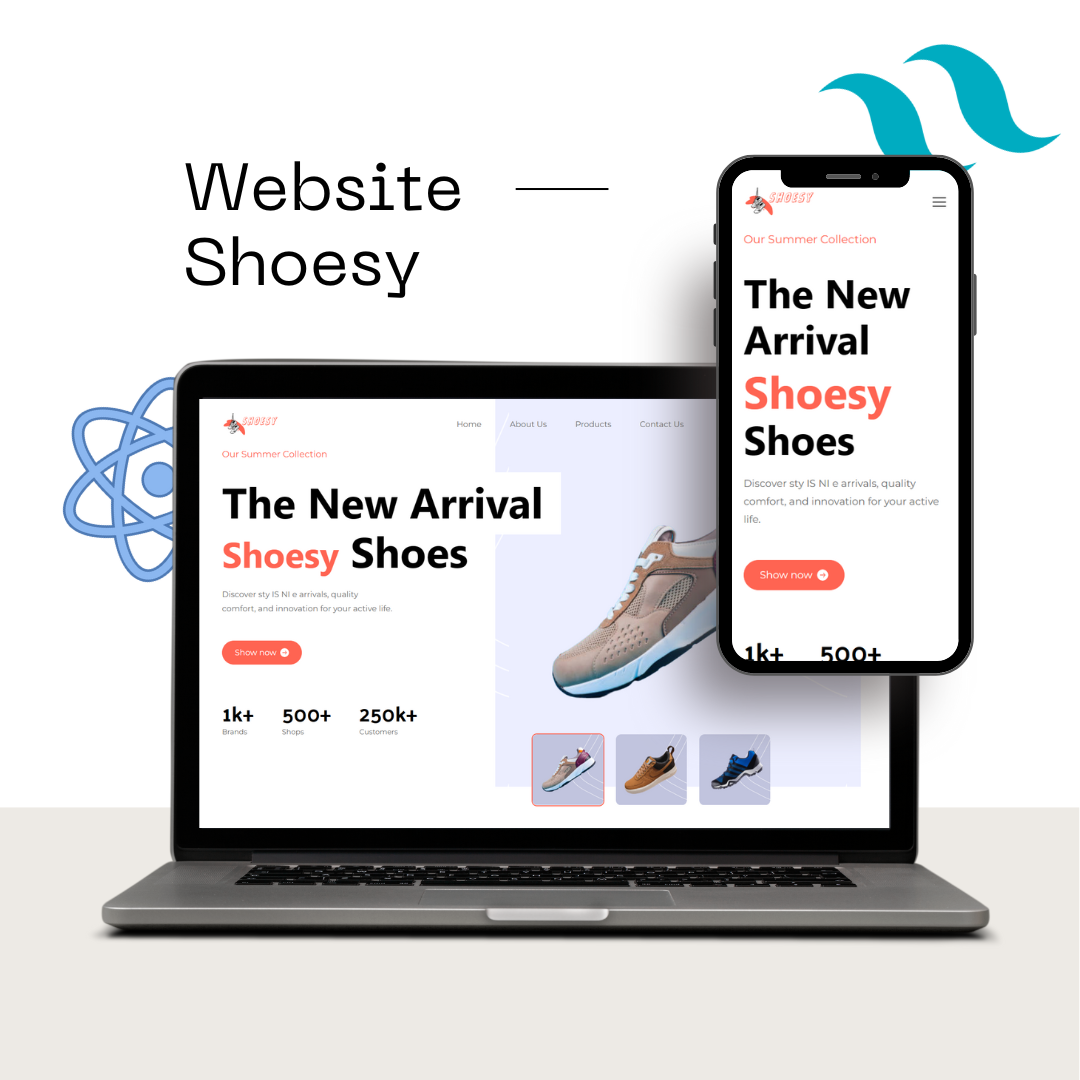 Website
Shoesy
SHOESY
Home About Us Products Contact Us
Our Summer Collection
The New Arrival
Shoesy Shoes
Discover sty IS NI e arrivals, quality
comfort, and innovation for your active life.
Show now
1k+ 500+ 250k+
Brands Shops Customers
SHOESY
Our Summer Collection
The New
Arrival
Shoesy
Shoes
Discover sty IS NI e arrivals, quality
comfort, and innovation for your active
life.
Show now
1k+ 500+